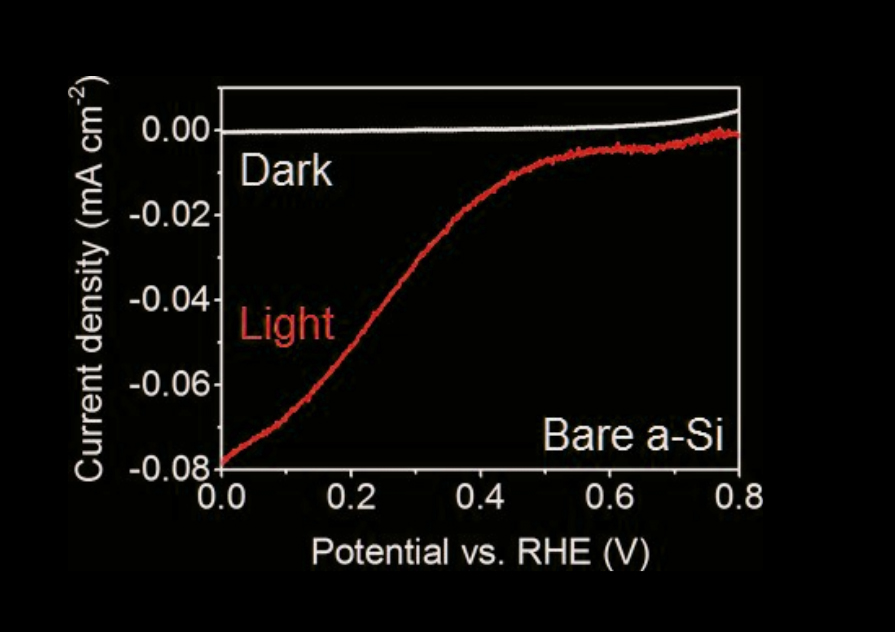 Current density (mA cm-2)
0.00
-0.02
-0.04
-0.06
-0.08
Dark
Light
Bare a-Si
0.0 0.2 0.4 0.6 0.8
Potential vs. RHE (V)